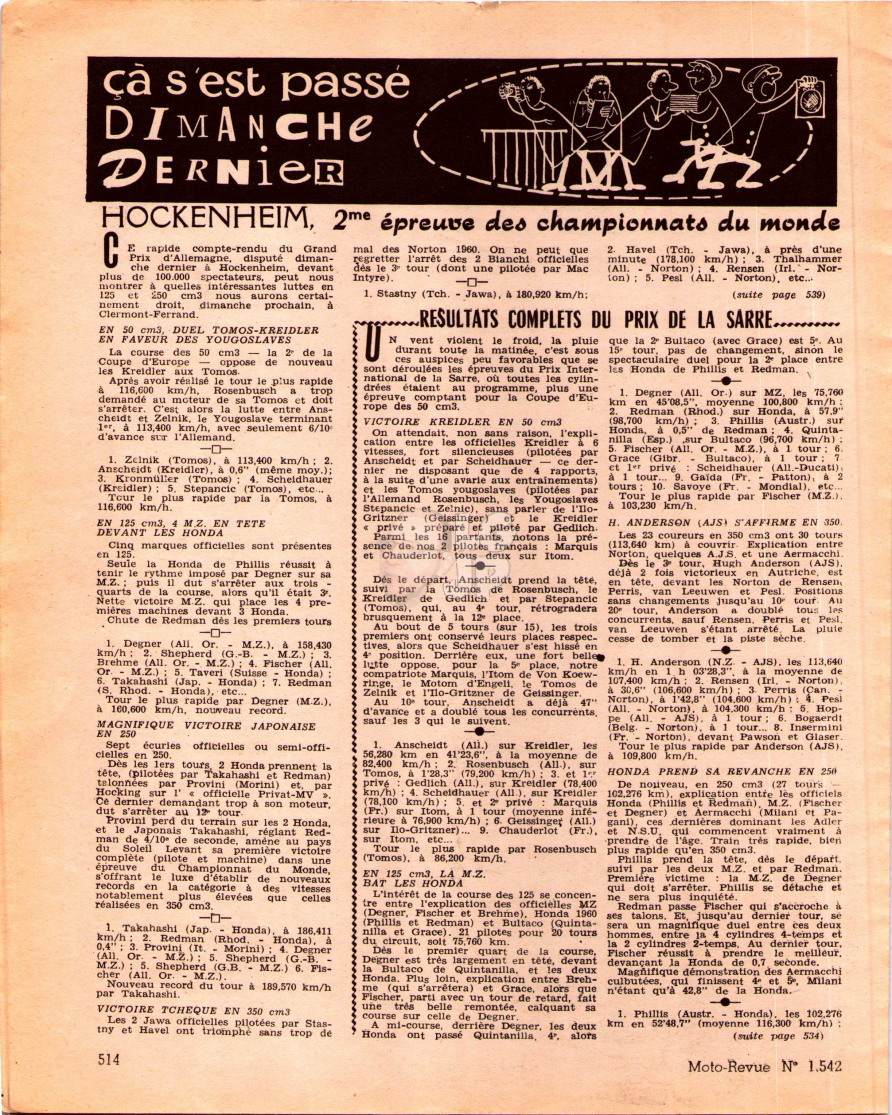 çà s'est passé
DIMANCHE
DERNIER
HOCKENHEIM, 2me épreuve des championnats du monde
CE rapide compte-rendu du Grand
Prix d'Allemagne, disputé diman-
che dernier à Hockenheim, devant
plus de 100.000 spectateurs, peut nous
montrer à quelles intéressantes luttes en
125 et 250 cm3 nous aurons certai-
nement droit, dimanche prochain, à
Clermont-Ferrand.
EN 50 cm3, DUEL TOMOS-KREIDLER
EN FAVEUR DES YOUGOSLAVES
La course des 50 cm3 — la 2e de la
Coupe d'Europe — oppose de nouveau
les Kreidler aux Tomos.
Après avoir réalisé le tour le plus rapide
à 116,600 km/h, Rosenbusch a trop
demandé au moteur de sa Tomos et doit
s'arrêter. C'est alors la lutte entre Ans-
cheidt et Zelnik, le Yougoslave terminant
1er, à 113,400 km/h, avec seulement 6/10e
d'avance sur l'Allemand.
1. Zelnik (Tomos), à 113,400 km/h ; 2.
Anscheidt (Kreidler), à 0,6" (même moy.);
3. Kronmüller (Tomos) ; 4. Scheidhauer
(Kreidler) ; 5. Stepancic (Tomos), etc...
Tour le plus rapide par la Tomos, à
116,600 km/h.
EN 125 cm3, 4 M.Z. EN TETE
DEVANT LES HONDA
Cinq marques officielles sont présentes
en 125.
Seule la Honda de Phillis réussit à
tenir le rythme imposé par Degner sur sa
M.Z. ; puis il dut s'arrêter aux trois -
quarts de la course, alors qu'il était 3e.
Nette victoire M.Z. qui place les 4 pre-
mières machines devant 3 Honda.
Chute de Redman dès les premiers tours
1. Degner (All. Or. - M.Z.), à 158,430
km/h ; 2. Shepherd (G.-B. - M.Z.) ; 3.
Brehme (All. Or. - M.Z.) ; 4. Fischer (All.
Or. - M.Z.) ; 5. Taveri (Suisse - Honda) ;
6. Takahashi (Jap. - Honda) ; 7. Redman
(S. Rhod. - Honda), etc...
Tour le plus rapide par Degner (M.Z.),
à 160,600 km/h, nouveau record.
MAGNIFIQUE VICTOIRE JAPONAISE
EN 250
Sept écuries officielles ou semi-offi-
cielles en 250.
Dès les 1ers tours, 2 Honda prennent la
tête, (pilotées par Takahashi et Redman)
talonnées par Provini (Morini) et, par
Hocking sur l' « officielle Privat-MV ».
Ce dernier demandant trop à son moteur,
dut s'arrêter au 12e tour.
Provini perd du terrain sur les 2 Honda,
et le Japonais Takahashi, réglant Red-
man de 4/10e de seconde, amène au pays
du Soleil Levant sa première victoire
complète (pilote et machine) dans une
épreuve du Championnat du Monde,
s'offrant le luxe d'établir de nouveaux
records en la catégorie à des vitesses
notablement plus élevées que celles
réalisées en 350 cm3.
1. Takahashi (Jap. - Honda), à 186,411
km/h ; 2. Redman (Rhod. - Honda), à
0,4" ; 3. Provini (It. - Morini) ; 4. Degner
(All. Or. - M.Z.) ; 5. Shepherd (G.-B. -
M.Z.) ; 5. Shepherd (G.B. - M.Z.) 6. Fis-
cher (All. Or. - M.Z.).
Nouveau record du tour à 189,570 km/h
par Takahashi.
VICTOIRE TCHEQUE EN 350 cm3
Les 2 Jawa officielles pilotées par Stas-
tny et Havel ont triomphé sans trop de
mal des Norton 1960. On ne peut que
regretter l'arrêt des 2 Bianchi officielles
dès le 3e tour (dont une pilotée par Mac
Intyre).
1. Stastny (Tch. - Jawa), à 180,920 km/h;
2. Havel (Tch. - Jawa), à près d'une
minute (178,100 km/h) ; 3. Thalhammer
(All. - Norton) ; 4. Rensen (Irl. - Nor-
ton) ; 5. Pesl (All. - Norton), etc...
(suite page 539)
RESULTATS COMPLETS DU PRIX DE LA SARRE
UN vent violent et froid, la pluie
durant toute la matinée, c'est sous
ces auspices peu favorables que se
sont déroulées les épreuves du Prix Inter-
national de la Sarre, où toutes les cylin-
drées étaient au programme, plus une
épreuve comptant pour la Coupe d'Eu-
rope des 50 cm3.
VICTOIRE KREIDLER EN 50 cm3
On attendait, non sans raison, l'expli-
cation entre les officielles Kreidler à 6
vitesses, fort silencieuses (pilotées par
Anscheidt et par Scheidhauer — ce der-
nier ne disposant que de 4 rapports,
à la suite d'une avarie aux entraînements)
et les Tomos yougoslaves (pilotées par
l'Allemand Rosenbusch, les Yougoslaves
Stepancic et Zelnic), sans parler de l'Ilo-
Gritzner (Geissinger) et le Kreidler
« privé » préparé et piloté par Gedlich.
Parmi les 16 partants, notons la pré-
sence de nos 2 pilotes français : Marquis
et Chauderlot, tous deux sur Itom.
Dès le départ, Anscheidt prend la tête,
suivi par la Tomos de Rosenbusch, le
Kreidler de Gedlich et par Stepancic
(Tomos), qui, au 4e tour, rétrogradera
brusquement à la 12e place.
Au bout de 5 tours (sur 15), les trois
premiers ont conservé leurs places respec-
tives, alors que Scheidhauer s'est hissé en
4e position. Derrière eux, une fort belle
lutte oppose, pour la 5e place, notre
compatriote Marquis, l'Itom de Von Koew-
ringe, le Motom d'Engeli, le Tomos de
Zelnik et l'Ilo-Gritzner de Geissinger.
Au 10e tour, Anscheidt a déjà 47"
d'avance et a doublé tous les concurrents,
sauf les 3 qui le suivent.
1. Anscheidt (All.) sur Kreidler, les
56,280 km en 41'23,6", à la moyenne de
82,400 km/h ; 2. Rosenbusch (All.), sur
Tomos, à 1'28,3" (79,200 km/h) ; 3. et 1er
privé : Gedlich (All.), sur Kreidler (78,400
km/h) ; 4. Scheidhauer (All.), sur Kreidler
(78,100 km/h) ; 5. et 2e privé : Marquis
(Fr.) sur Itom, à 1 tour (moyenne infé-
rieure à 76,900 km/h) ; 6. Geissinger (All.)
sur Ilo-Gritzner)... 9. Chauderlot (Fr.),
sur Itom, etc...
Tour le plus rapide par Rosenbusch
(Tomos), à 86,200 km/h.
EN 125 cm3, LA M.Z.
BAT LES HONDA
L'intérêt de la course des 125 se concen-
tre entre l'explication des officielles MZ
(Degner, Fischer et Brehme), Honda 1960
(Phillis et Redman) et Bultaco (Quinta-
nilla et Grace). 21 pilotes pour 20 tours
du circuit, soit 75,760 km.
Dès le premier quart de la course,
Degner est très largement en tête, devant
la Bultaco de Quintanilla, et les deux
Honda. Plus loin, explication entre Breh-
me (qui s'arrêtera) et Grace, alors que
Fischer, parti avec un tour de retard, fait
une très belle remontée, calquant sa
course sur celle de Degner.
A mi-course, derrière Degner, les deux
Honda ont passé Quintanilla, 4e, alors
que la 2e Bultaco (avec Grace) est 5e. Au
15e tour, pas de changement, sinon le
spectaculaire duel pour la 2e place entre
les Honda de Phillis et Redman.
1. Degner (All. Or.) sur MZ, les 75,760
km en 45'08,5", moyenne 100,800 km/h ;
2. Redman (Rhod.) sur Honda, à 57,9"
(98,700 km/h) ; 3. Phillis (Austr.) sur
Honda, à 0,5" de Redman ; 4. Quinta-
nilla (Esp.) sur Bultaco (96,700 km/h) ;
5. Fischer (All. Or. - M.Z.), à 1 tour ; 6.
Grace (Gibr. - Bultaco), à 1 tour ; 7.
et 1er privé : Scheidhauer (All.-Ducati),
à 1 tour... 9. Gaïda (Fr. - Patton), à 2
tours ; 10. Savoye (Fr. - Mondial), etc...
Tour le plus rapide par Fischer (M.Z.),
à 103,230 km/h.
H. ANDERSON (AJS) S'AFFIRME EN 350.
Les 23 coureurs en 350 cm3 ont 30 tours
(113,640 km) à couvrir. Explication entre
Norton, quelques A.J.S. et une Aermacchi.
Dès le 3e tour, Hugh Anderson (AJS),
déjà 2 fois victorieux en Autriche, est
en tête, devant les Norton de Rensen,
Perris, van Leeuwen et Pesl. Positions
sans changements jusqu'au 10e tour. Au
20e tour, Anderson a doublé tous les
concurrents, sauf Rensen, Perris et Pesl,
van Leeuwen s'étant arrêté. La pluie
cesse de tomber et la piste sèche.
1. H. Anderson (N.Z. - AJS), les 113,640
km en 1 h 03'28,3", à la moyenne de
107,400 km/h ; 2. Rensen (Irl. - Norton),
à 30,6" (106,600 km/h) ; 3. Perris (Can. -
Norton), à 1'42,8" (104,600 km/h) ; 4. Pesl
(All. - Norton), à 104,300 km/h ; 5. Hop-
pe (All. - AJS), à 1 tour ; 6. Bogaerdt
(Belg. - Norton), à 1 tour... 8. Insermini
(Fr. - Norton), devant Pawson et Glaser.
Tour le plus rapide par Anderson (AJS),
à 109,800 km/h.
HONDA PREND SA REVANCHE EN 250
De nouveau, en 250 cm3 (27 tours —
102,276 km), explication entre les officiels
Honda (Phillis et Redman), M.Z. (Fischer
et Degner) et Aermacchi (Milani et Pa-
gani), ces dernières dominant les Adler
et N.S.U. qui commencent vraiment à
prendre de l'âge. Train très rapide, bien
plus rapide qu'en 350 cm3.
Phillis prend la tête, dès le départ,
suivi par les deux M.Z. et par Redman.
Première victime : la M.Z. de Degner
qui doit s'arrêter. Phillis se détache et
ne sera plus inquiété.
Redman passe Fischer qui s'accroche à
ses talons. Et, jusqu'au dernier tour, se
sera un magnifique duel entre ces deux
hommes, entre la 4 cylindres 4-temps et
la 2 cylindres 2-temps. Au dernier tour,
Fischer réussit à prendre le meilleur,
devançant la Honda de 0,7 seconde.
Magnifique démonstration des Aermacchi
culbutées, qui finissent 4e et 5e, Milani
n'étant qu'à 42,8" de la Honda.
1. Phillis (Austr. - Honda), les 102,276
km en 52'48,7" (moyenne 116,300 km/h) ;
(suite page 534)
514
Moto-Revue N° 1.542